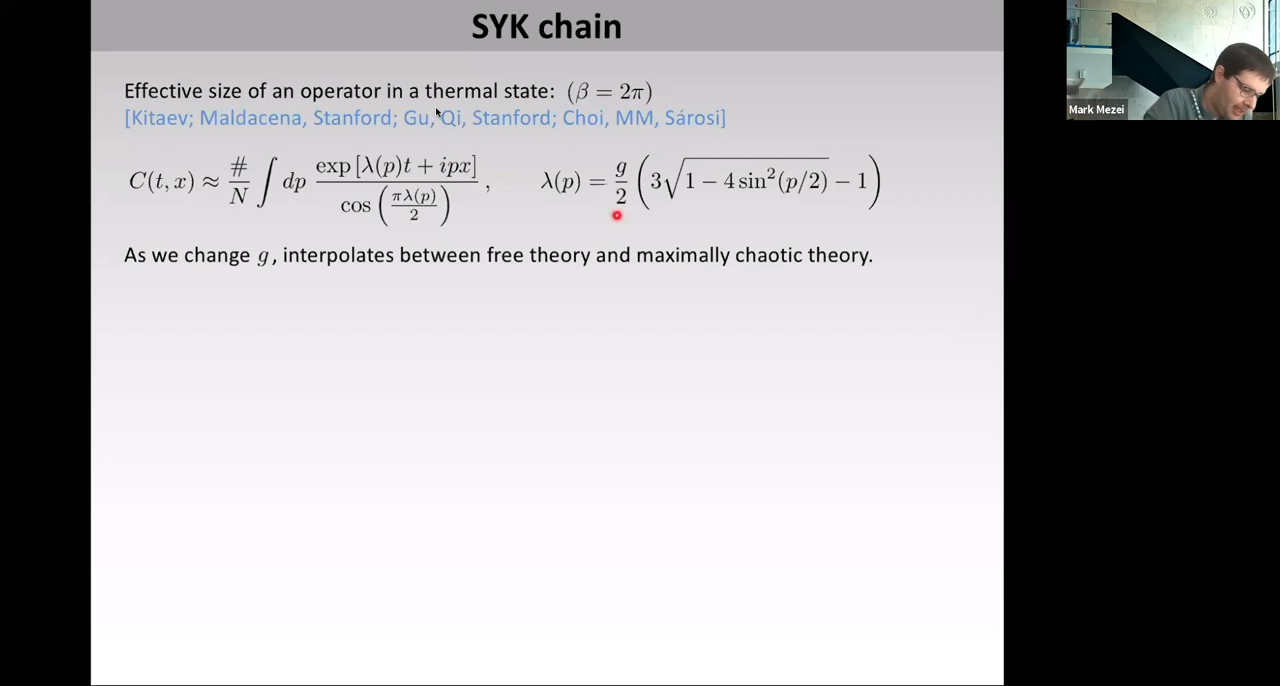 SYK chain
Effective size of an operator in a thermal state: (β = 2π)
[Kitaev; Maldacena, Stanford; Gu, Qi, Stanford; Choi, MM, Sárosi]
C(t, x) ≈ #/N ∫ dp exp [λ(p)t + ipx] / cos (πλ(p)/2) , λ(p) = g/2 (3√(1 − 4 sin²(p/2)) − 1)
As we change g, interpolates between free theory and maximally chaotic theory.
Mark Mezei